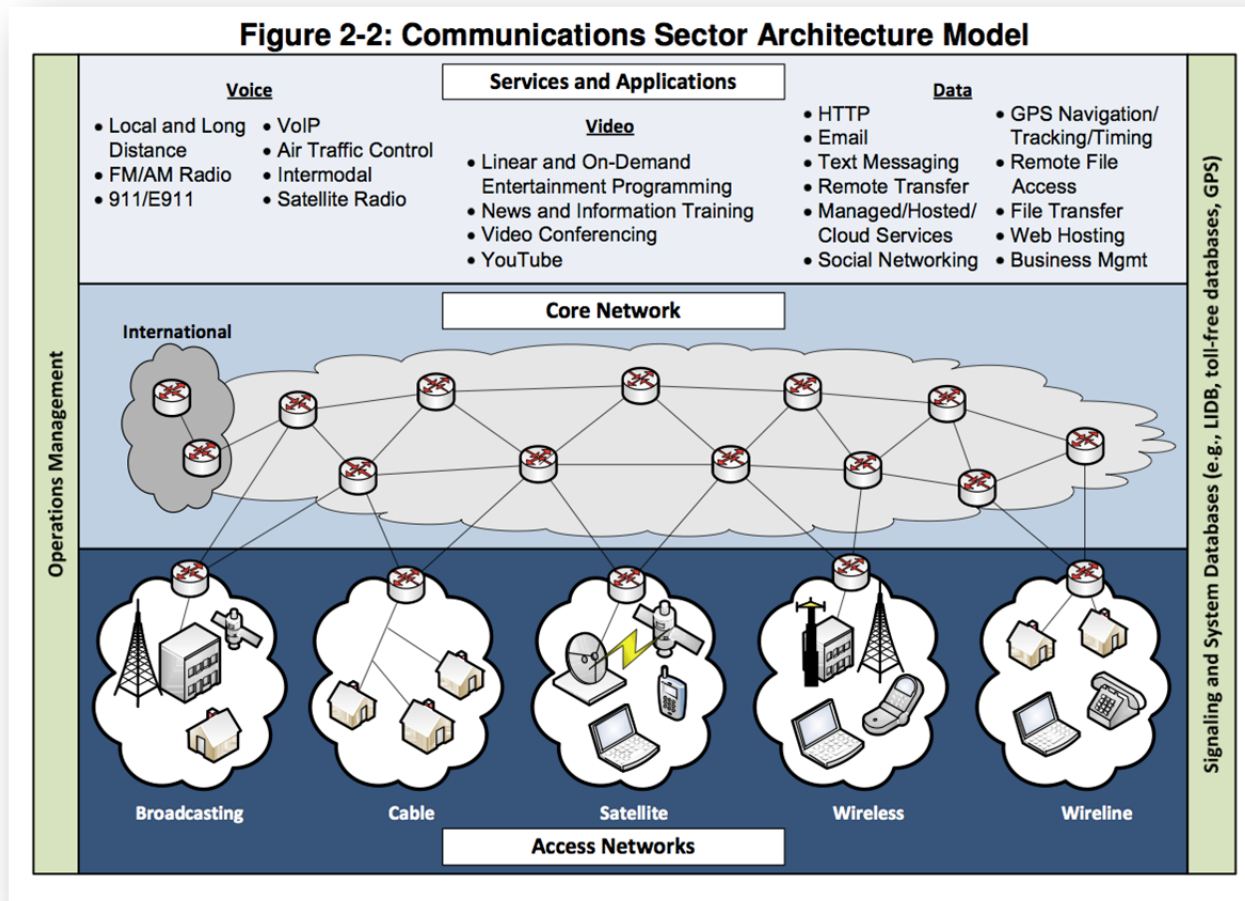 Figure 2-2: Communications Sector Architecture Model
Operations Management
Services and Applications
Voice
• Local and Long
Distance
• FM/AM Radio
• 911/E911
• VoIP
• Air Traffic Control
• Intermodal
• Satellite Radio
Video
• Linear and On-Demand
Entertainment Programming
• News and Information Training
• Video Conferencing
• YouTube
Data
• HTTP
• Email
• Text Messaging
• Remote Transfer
• Managed/Hosted/
Cloud Services
• Social Networking
• GPS Navigation/
Tracking/Timing
• Remote File
Access
• File Transfer
• Web Hosting
• Business Mgmt
Core Network
International
Broadcasting
Cable
Satellite
Wireless
Wireline
Access Networks
Signaling and System Databases (e.g., LIDB, toll-free databases, GPS)